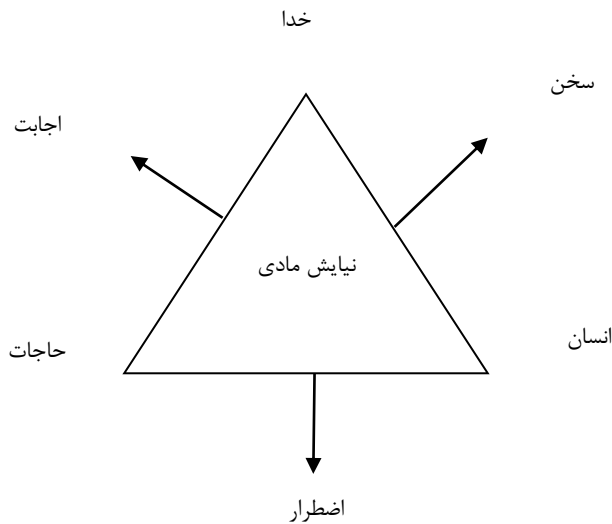 خدا
سخن
اجابت
نیایش مادی
انسان
حاجات
اضطرار